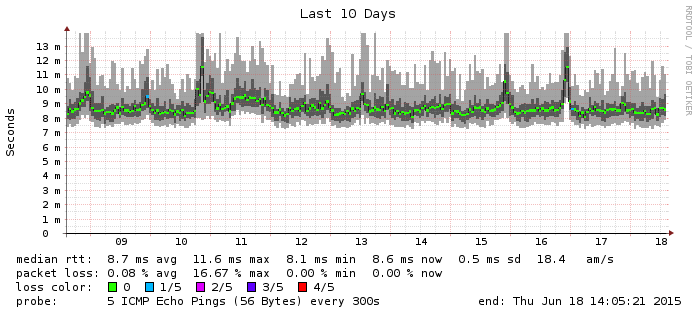 Last 10 Days
RRDTOOL / TOBI OETIKER
Seconds
13 m
12 m
11 m
10 m
9 m
8 m
7 m
6 m
5 m
4 m
3 m
2 m
1 m
0
09 10 11 12 13 14 15 16 17 18
median rtt: 8.7 ms avg 11.6 ms max 8.1 ms min 8.6 ms now 0.5 ms sd 18.4 am/s
packet loss: 0.08 % avg 16.67 % max 0.00 % min 0.00 % now
loss color: 0 1/5 2/5 3/5 4/5
probe: 5 ICMP Echo Pings (56 Bytes) every 300s end: Thu Jun 18 14:05:21 2015